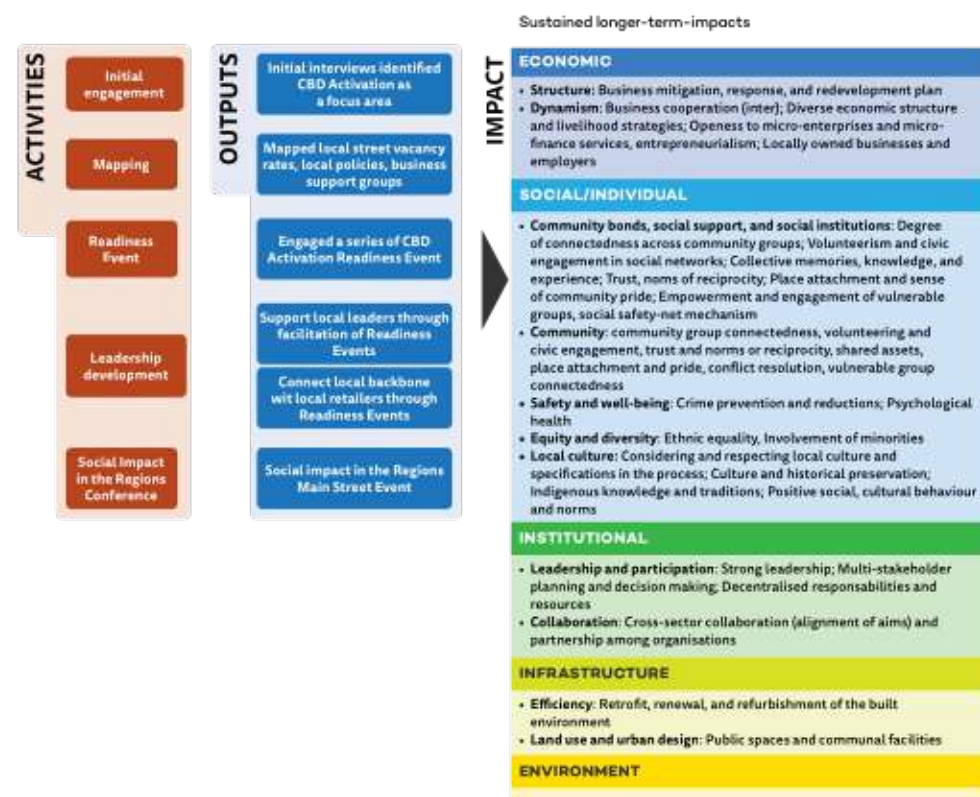 Sustained longer-term-impacts
ACTIVITIES
Initial
engagement
Mapping
Readiness
Event
Leadership
development
Social Impact
in the Regions
Conference
OUTPUTS
Initial interviews identified
CBD Activation as
a focus area
Mapped local street vacancy
rates, local policies, business
support groups
Engaged a series of CBD
Activation Readiness Event
Support local leaders through
facilitation of Readiness
Events
Connect local backbone
wit local retailers through
Readiness Events
Social impact in the Regions
Main Street Event
IMPACT
ECONOMIC
• Structure: Business mitigation, response, and redevelopment plan
• Dynamism: Business cooperation (inter); Diverse economic structure
and livelihood strategies; Openess to micro-enterprises and micro-
finance services, entrepreneurialism; Locally owned businesses and
employers
SOCIAL/INDIVIDUAL
• Community bonds, social support, and social institutions: Degree
of connectedness across community groups; Volunteerism and civic
engagement in social networks; Collective memories, knowledge, and
experience; Trust, noms of reciprocity; Place attachment and sense
of community pride; Empowerment and engagement of vulnerable
groups, social safety-net mechanism
• Community: community group connectedness, volunteering and
civic engagement, trust and norms or reciprocity, shared assets,
place attachment and pride, conflict resolution, vulnerable group
connectedness
• Safety and well-being: Crime prevention and reductions; Psychological
health
• Equity and diversity: Ethnic equality, Involvement of minorities
• Local culture: Considering and respecting local culture and
specifications in the process; Culture and historical preservation;
Indigenous knowledge and traditions; Positive social, cultural behaviour
and norms
INSTITUTIONAL
• Leadership and participation: Strong leadership; Multi-stakeholder
planning and decision making; Decentralised responsabilities and
resources
• Collaboration: Cross-sector collaboration (alignment of aims) and
partnership among organisations
INFRASTRUCTURE
• Efficiency: Retrofit, renewal, and refurbishment of the built
environment
• Land use and urban design: Public spaces and communal facilities
ENVIRONMENT